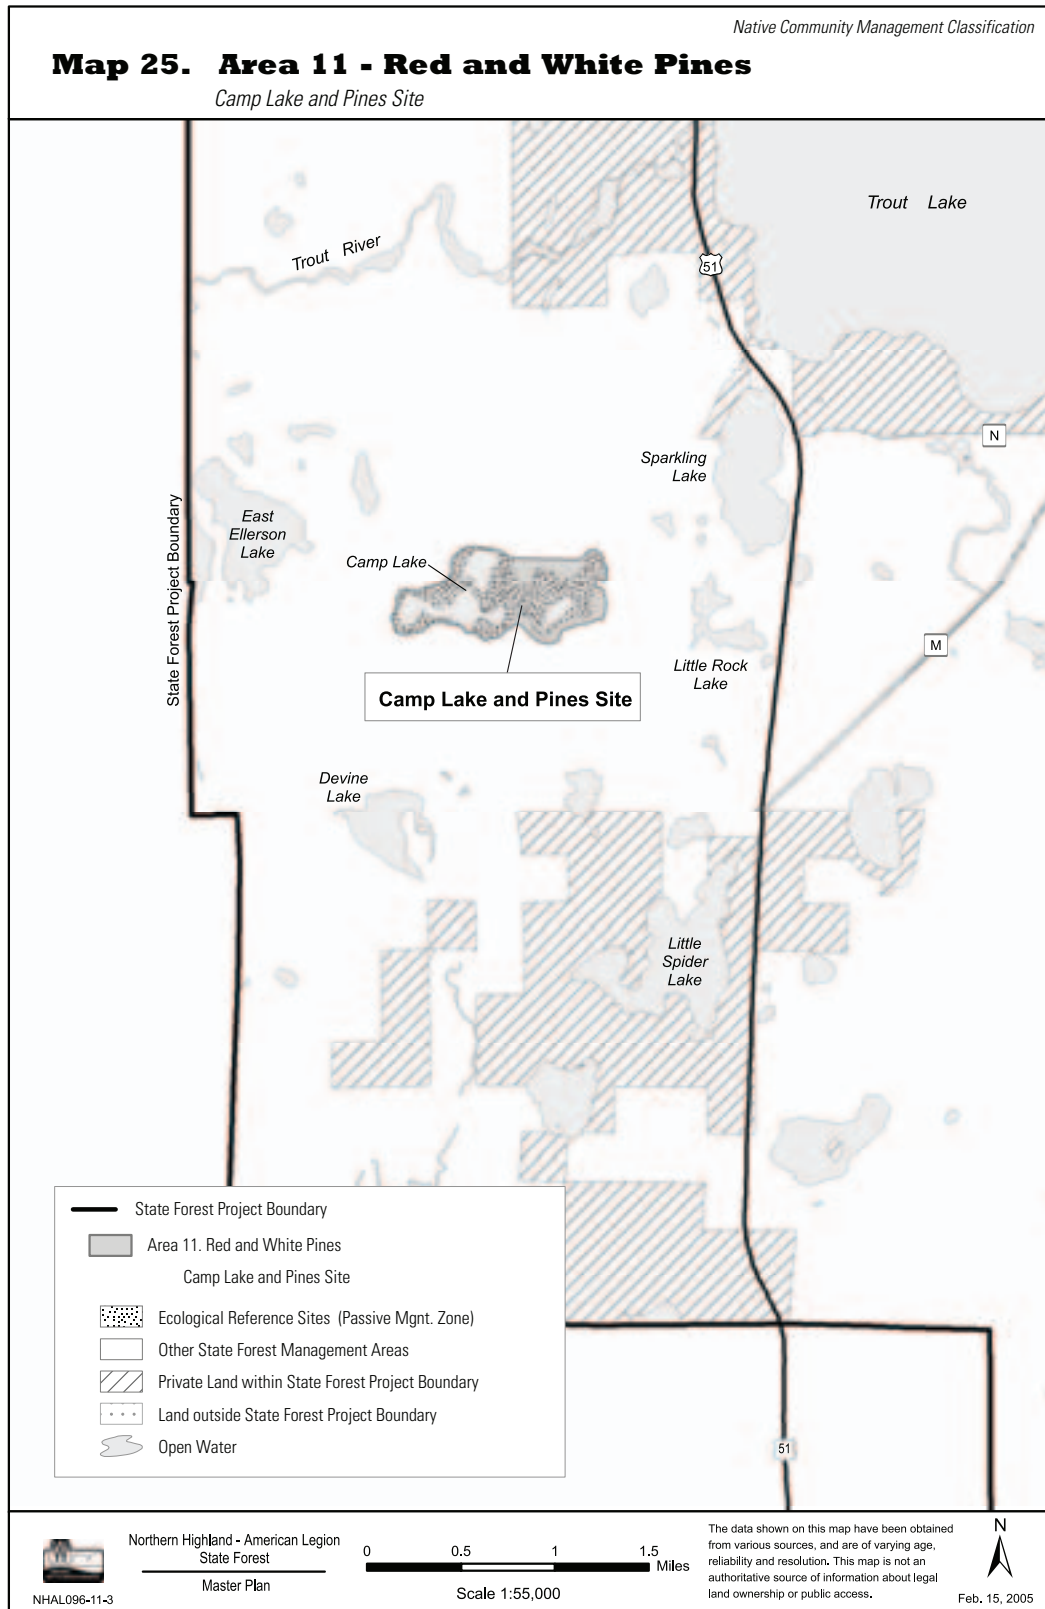 Native Community Management Classification
Map 25. Area 11 - Red and White Pines
Camp Lake and Pines Site
Trout Lake
Trout River
51
N
Sparkling
Lake
East
Ellerson
Lake
State Forest Project Boundary
Camp Lake
M
Little Rock
Lake
Camp Lake and Pines Site
Devine
Lake
Little
Spider
Lake
State Forest Project Boundary
Area 11. Red and White Pines
Camp Lake and Pines Site
Ecological Reference Sites (Passive Mgnt. Zone)
Other State Forest Management Areas
Private Land within State Forest Project Boundary
Land outside State Forest Project Boundary
Open Water
51
NHAL096-11-3
Northern Highland - American Legion
State Forest
Master Plan
0 0.5 1 1.5
Miles
Scale 1:55,000
The data shown on this map have been obtained
from various sources, and are of varying age,
reliability and resolution. This map is not an
authoritative source of information about legal
land ownership or public access.
N
Feb. 15, 2005